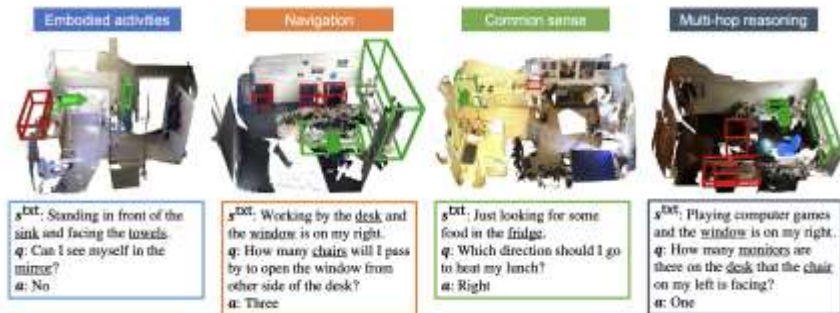 Embodied activities
Navigation
Common sense
Multi-hop reasoning
s^txt: Standing in front of the
sink and facing the towels.
q: Can I see myself in the
mirror?
a: No
s^txt: Working by the desk and
the window is on my right.
q: How many chairs will I pass
by to open the window from
other side of the desk?
a: Three
s^txt: Just looking for some
food in the fridge.
q: Which direction should I go
to heat my lunch?
a: Right
s^txt: Playing computer games
and the window is on my right.
q: How many monitors are
there on the desk that the chair
on my left is facing?
a: One